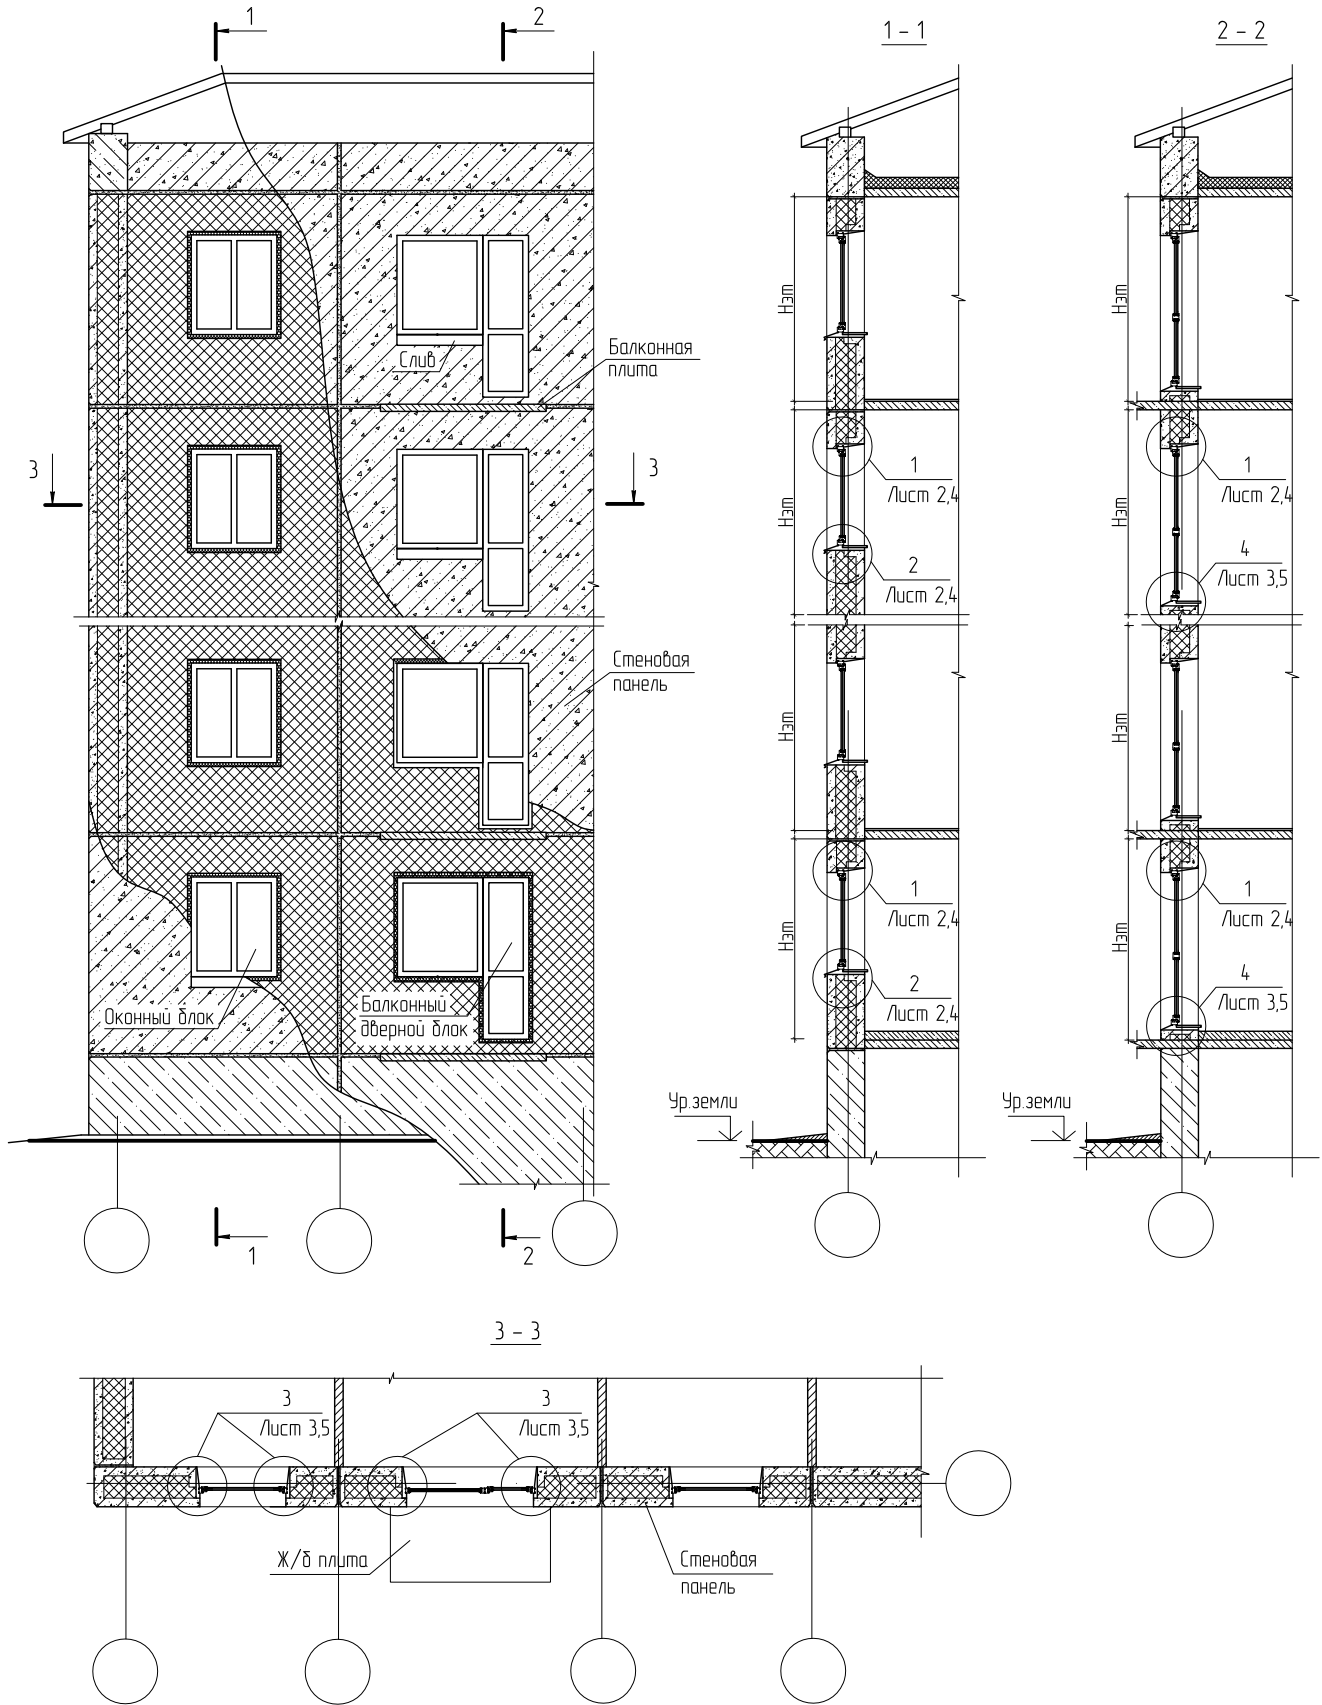 1
2
1 - 1
2 - 2
Слив
Балконная
плита
Нэт
Нэт
3
3
1
Лист 2,4
1
Лист 2,4
Нэт
Нэт
2
Лист 2,4
4
Лист 3,5
Стеновая
панель
Нэт
Нэт
1
Лист 2,4
1
Лист 2,4
Нэт
Нэт
Оконный блок
Балконный
дверной блок
2
Лист 2,4
4
Лист 3,5
Ур.земли
Ур.земли
1
2
3 - 3
3
Лист 3,5
3
Лист 3,5
Ж/б плита
Стеновая
панель